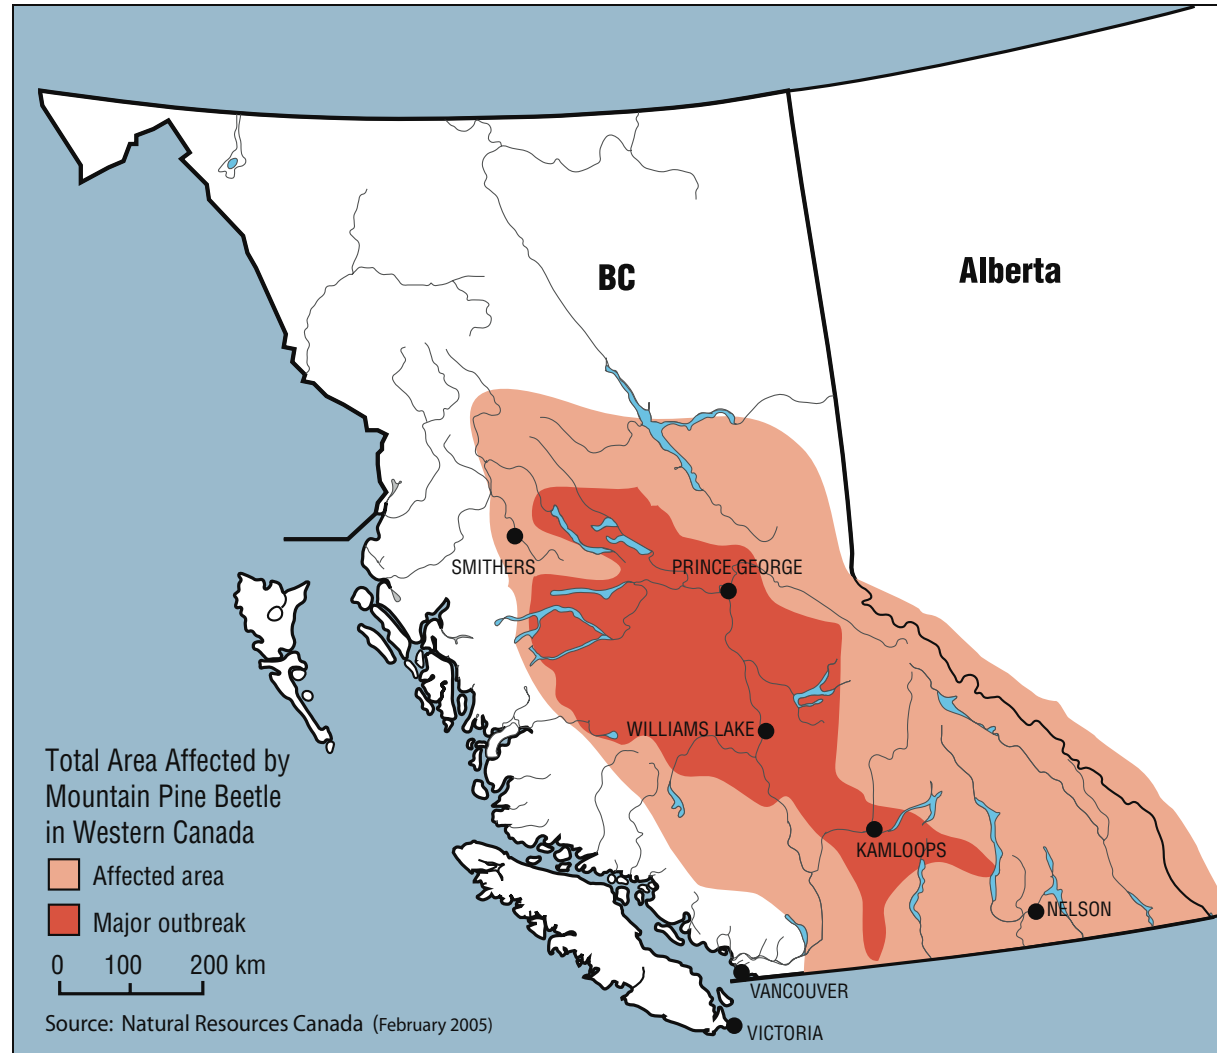 BC
Alberta
SMITHERS
PRINCE GEORGE
WILLIAMS LAKE
KAMLOOPS
NELSON
VANCOUVER
VICTORIA
Total Area Affected by
Mountain Pine Beetle
in Western Canada
Affected area
Major outbreak
0 100 200 km
Source: Natural Resources Canada (February 2005)